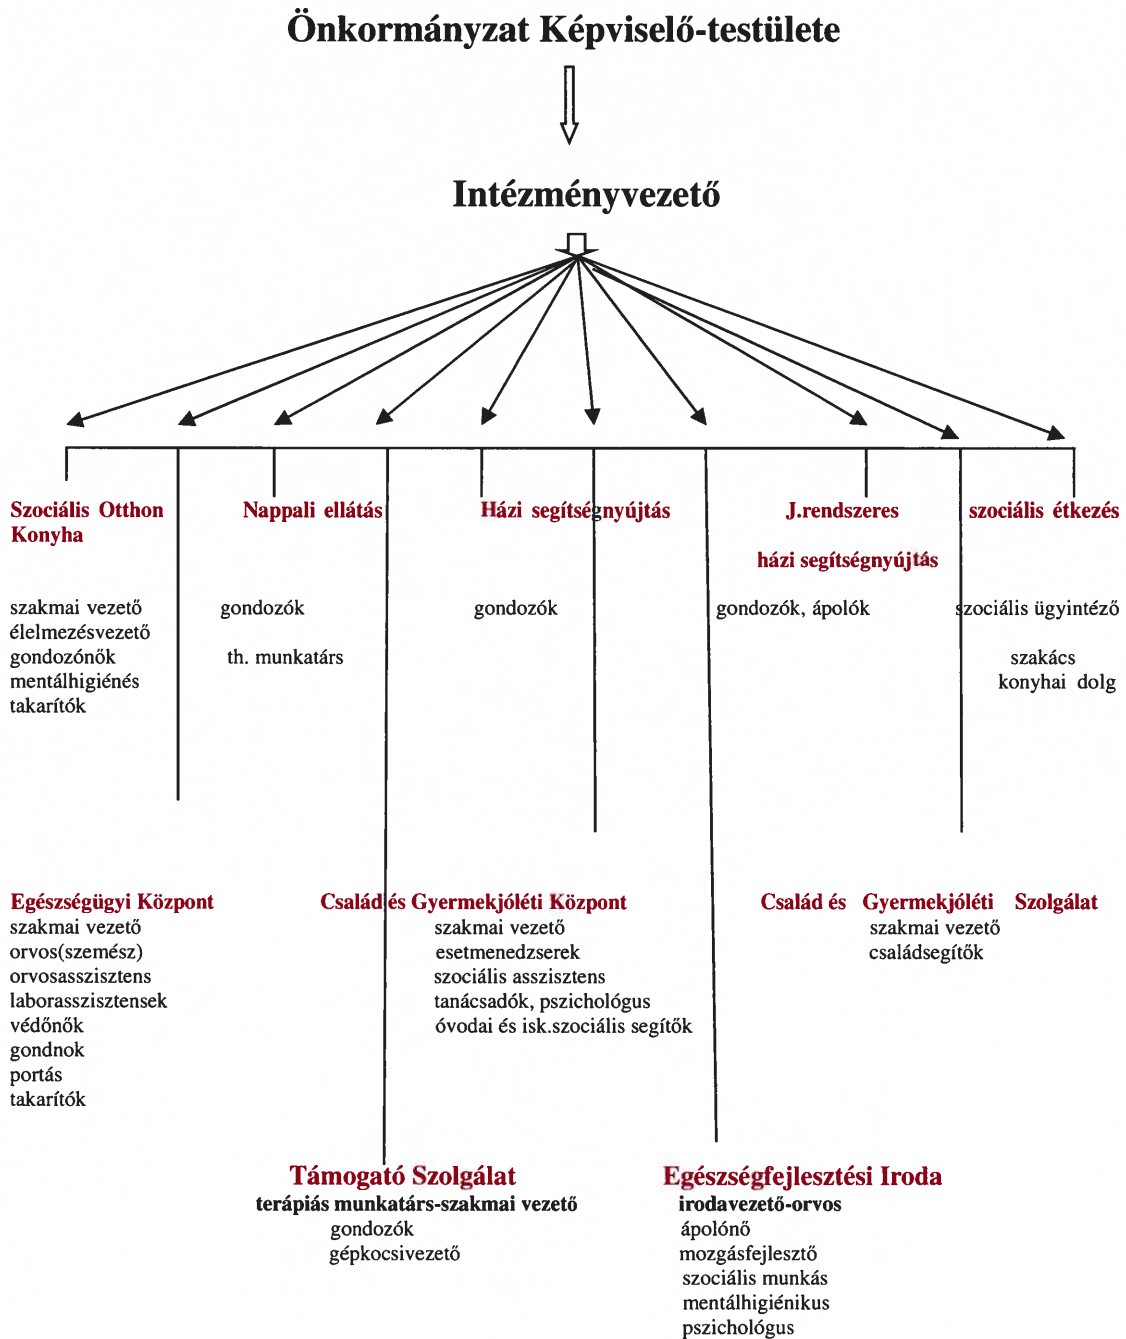 Önkormányzat Képviselő-testülete
Intézményvezető
Szociális Otthon
Konyha
szakmai vezető
élelmezésvezető
gondozónők
mentálhigiénés
takarítók
Nappali ellátás
gondozók
th. munkatárs
Házi segítségnyújtás
gondozók
J.rendszeres
házi segítségnyújtás
gondozók, ápolók
szociális étkezés
szociális ügyintéző
szakács
konyhai dolg
Egészségügyi Központ
szakmai vezető
orvos(szemész)
orvosasszisztens
laborasszisztensek
védőnők
gondnok
portás
takarítók
Család és Gyermekjóléti Központ
szakmai vezető
esetmenedzserek
szociális asszisztens
tanácsadók, pszichológus
óvodai és isk.szociális segítők
Család és Gyermekjóléti Szolgálat
szakmai vezető
családsegítők
Támogató Szolgálat
terápiás munkatárs-szakmai vezető
gondozók
gépkocsivezető
Egészségfejlesztési Iroda
irodavezető-orvos
ápolónő
mozgásfejlesztő
szociális munkás
mentálhigiénikus
pszichológus